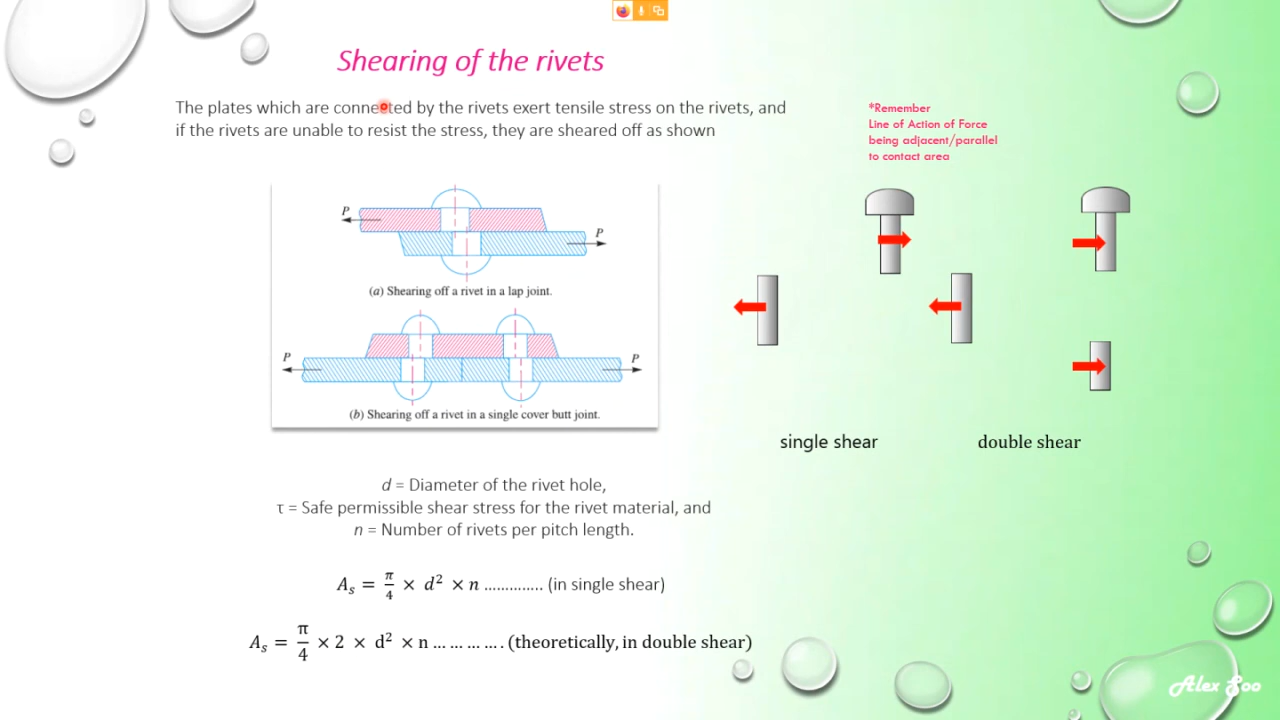 Shearing of the rivets
The plates which are connected by the rivets exert tensile stress on the rivets, and
if the rivets are unable to resist the stress, they are sheared off as shown
*Remember
Line of Action of Force
being adjacent/parallel
to contact area
P
P
(a) Shearing off a rivet in a lap joint.
P
P
(b) Shearing off a rivet in a single cover butt joint.
single shear
double shear
d = Diameter of the rivet hole,
τ = Safe permissible shear stress for the rivet material, and
n = Number of rivets per pitch length.
Aₛ = π/4 × d² × n .............. (in single shear)
Aₛ = π/4 × 2 × d² × n ... ... ... .... (theoretically, in double shear)
Alex Soo